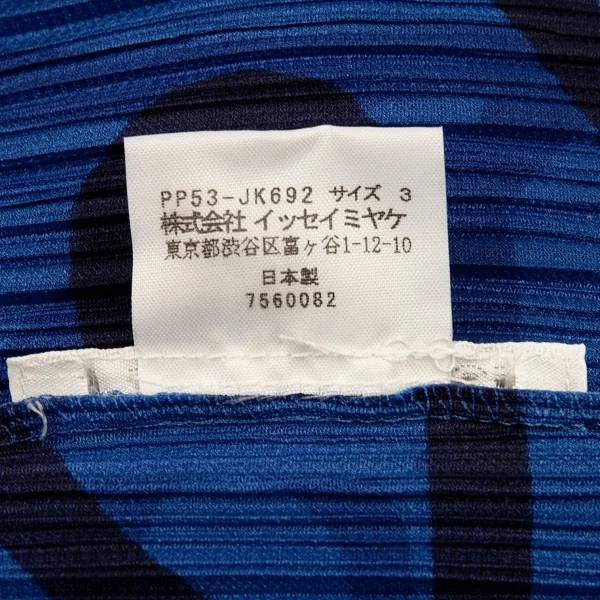 PP53-JK692 サイズ 3
株式会社 イッセイミヤケ
東京都渋谷区富ヶ谷1-12-10
日本製
7560082